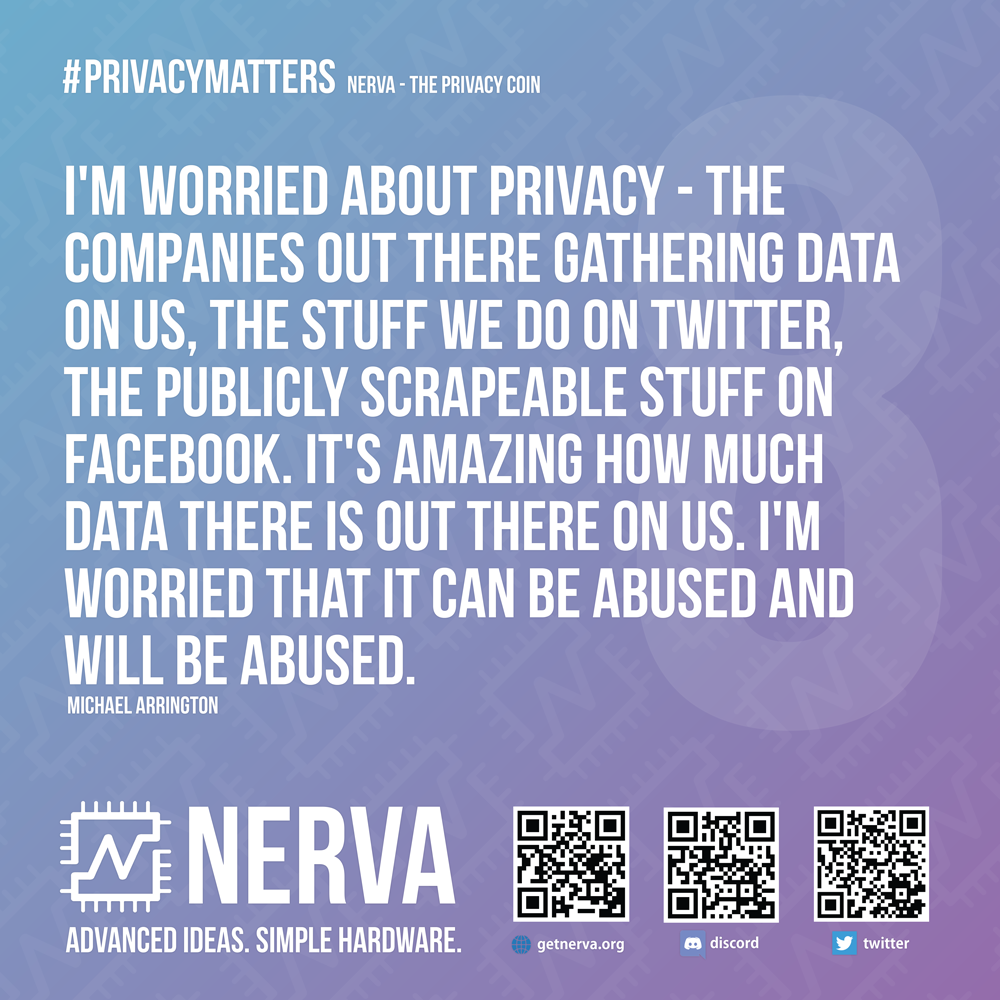 #PRIVACYMATTERS NERVA - THE PRIVACY COIN
I'M WORRIED ABOUT PRIVACY - THE
COMPANIES OUT THERE GATHERING DATA
ON US, THE STUFF WE DO ON TWITTER,
THE PUBLICLY SCRAPEABLE STUFF ON
FACEBOOK. IT'S AMAZING HOW MUCH
DATA THERE IS OUT THERE ON US. I'M
WORRIED THAT IT CAN BE ABUSED AND
WILL BE ABUSED.
MICHAEL ARRINGTON
8
NERVA
ADVANCED IDEAS. SIMPLE HARDWARE.
getnerva.org discord twitter